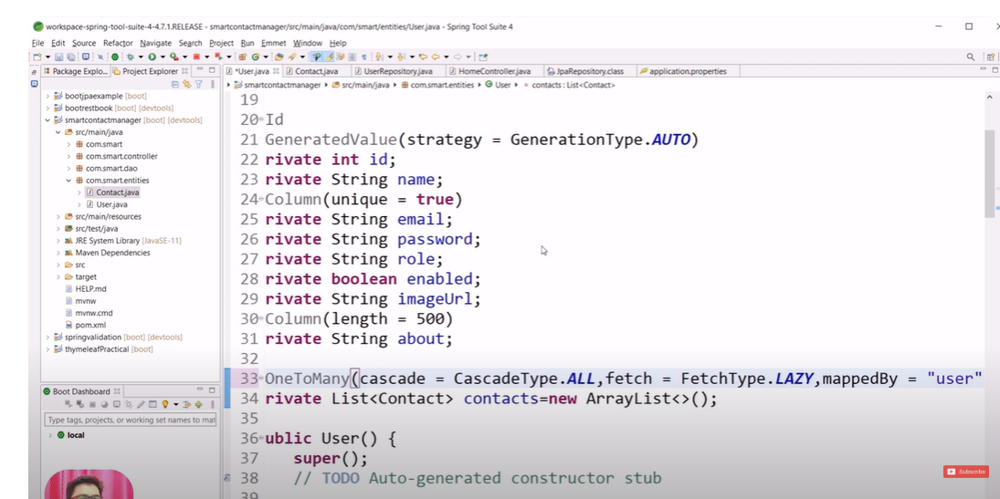 workspace-spring-tool-suite-4-4.7.1.RELEASE - smartcontactmanager/src/main/java/com/smart/entities/User.java - Spring Tool Suite 4
File Edit Source Refactor Navigate Search Project Run Emmet Window Help
Package Explo... Project Explorer
*User.java Contact.java UserRepository.java HomeController.java JpaRepository.class application.properties
smartcontactmanager src/main/java com.smart.entities User contacts : List<Contact>
bootjpaexample [boot]
bootrestbook [boot] [devtools]
smartcontactmanager [boot] [devtools]
src/main/java
com.smart
com.smart.controller
com.smart.dao
com.smart.entities
Contact.java
User.java
src/main/resources
src/test/java
JRE System Library [JavaSE-11]
Maven Dependencies
src
target
HELP.md
mvnw
mvnw.cmd
pom.xml
springvalidation [boot] [devtools]
thymeleafPractical [boot]
Boot Dashboard
Type tags, projects, or working set names to mat
local
19
20 Id
21 GeneratedValue(strategy = GenerationType.AUTO)
22 rivate int id;
23 rivate String name;
24 Column(unique = true)
25 rivate String email;
26 rivate String password;
27 rivate String role;
28 rivate boolean enabled;
29 rivate String imageUrl;
30 Column(length = 500)
31 rivate String about;
32
33 OneToMany(cascade = CascadeType.ALL,fetch = FetchType.LAZY,mappedBy = "user"
34 rivate List<Contact> contacts=new ArrayList<>();
35
36 ublic User() {
37 super();
38 // TODO Auto-generated constructor stub
39
Subscribe